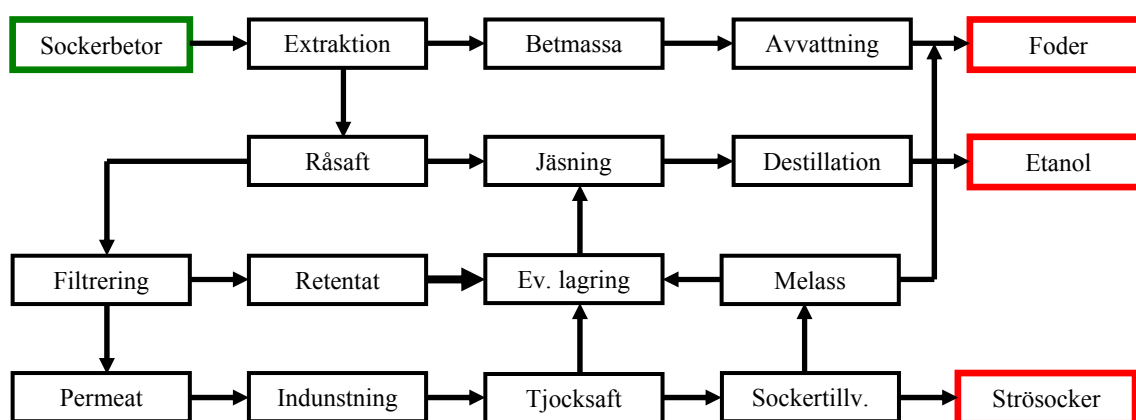 Sockerbetor
Extraktion
Betmassa
Avvattning
Foder
Råsaft
Jäsning
Destillation
Etanol
Filtrering
Retentat
Ev. lagring
Melass
Permeat
Indunstning
Tjocksaft
Sockertillv.
Strösocker